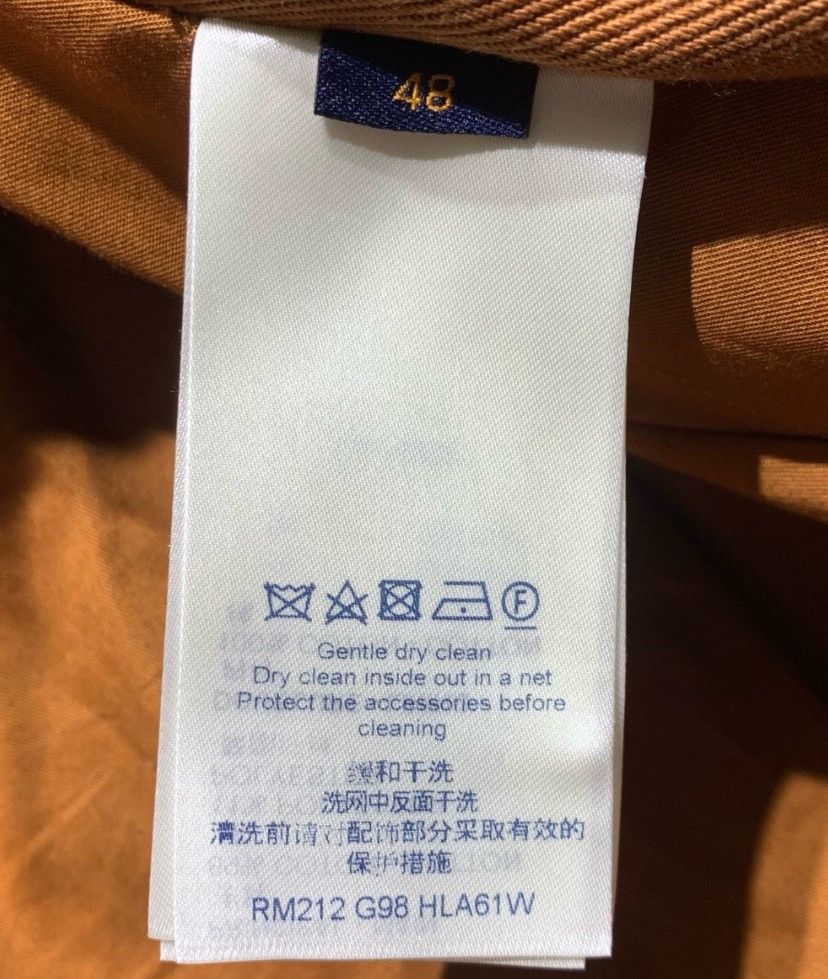 48
F
Gentle dry clean
Dry clean inside out in a net
Protect the accessories before
cleaning
缓和干洗
洗网中反面干洗
清洗前请对配饰部分采取有效的
保护措施
RM212 G98 HLA61W